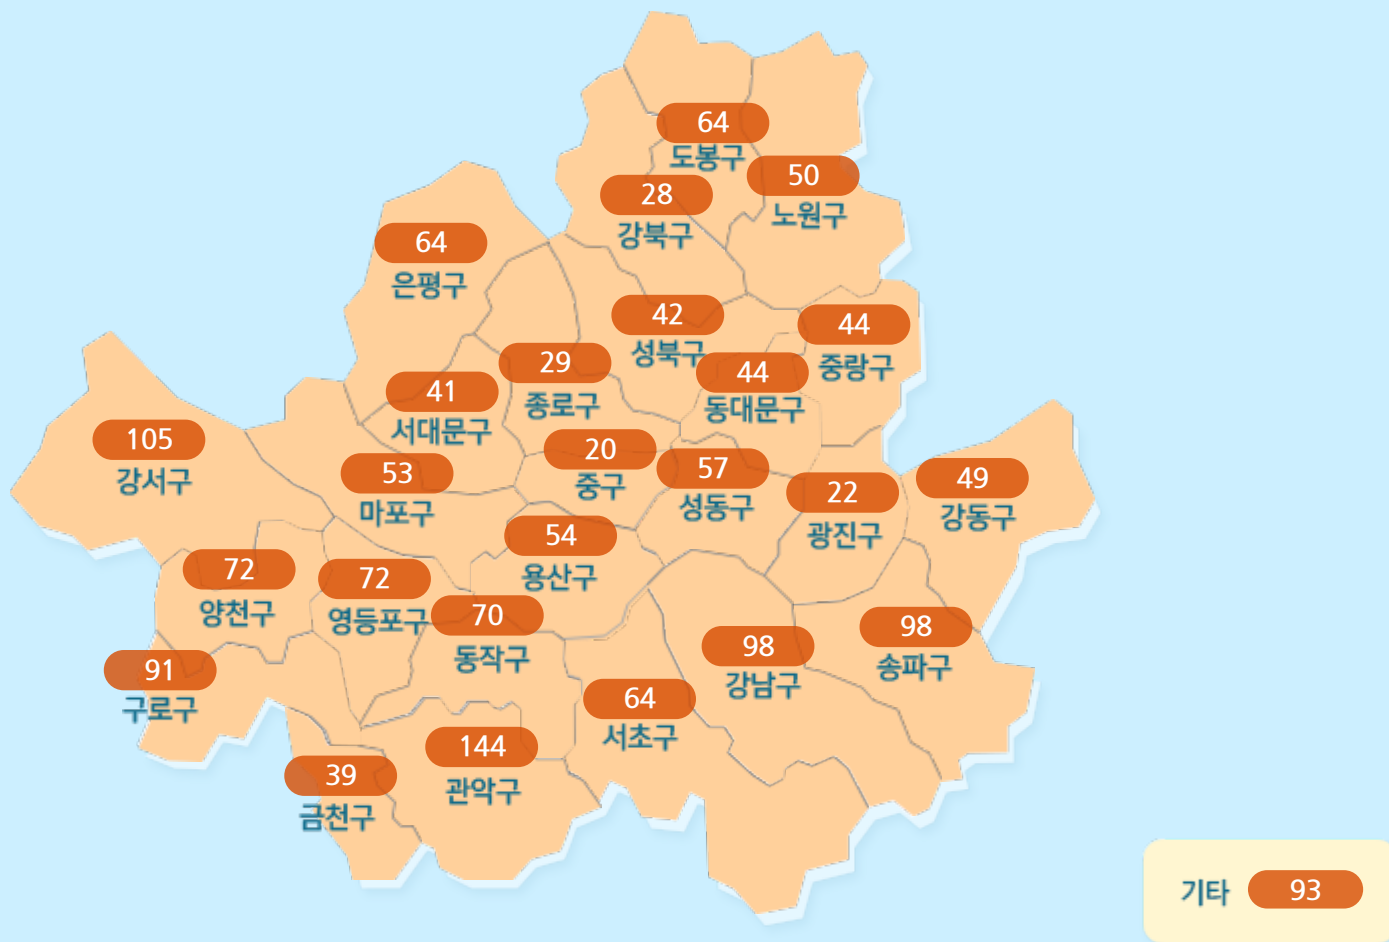 64
도봉구
50
노원구
28
강북구
64
은평구
42
성북구
44
중랑구
29
종로구
44
동대문구
41
서대문구
105
강서구
53
마포구
20
중구
57
성동구
22
광진구
49
강동구
54
용산구
72
양천구
72
영등포구
70
동작구
98
강남구
98
송파구
91
구로구
64
서초구
144
관악구
39
금천구
기타 93